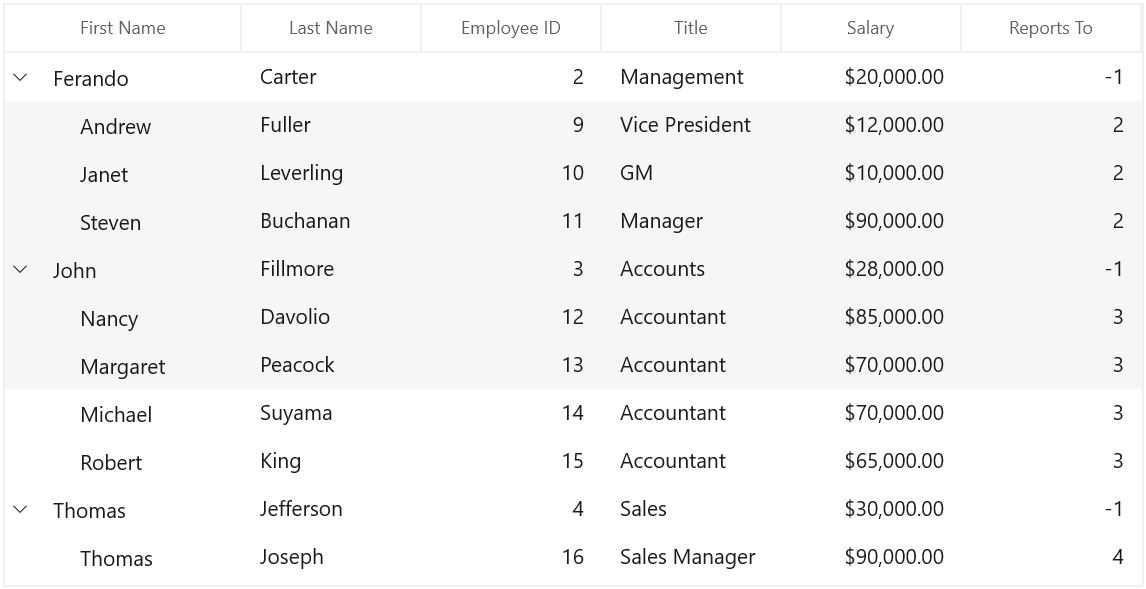 First Name Last Name Employee ID Title Salary Reports To
Ferando Carter 2 Management $20,000.00 -1
Andrew Fuller 9 Vice President $12,000.00 2
Janet Leverling 10 GM $10,000.00 2
Steven Buchanan 11 Manager $90,000.00 2
John Fillmore 3 Accounts $28,000.00 -1
Nancy Davolio 12 Accountant $85,000.00 3
Margaret Peacock 13 Accountant $70,000.00 3
Michael Suyama 14 Accountant $70,000.00 3
Robert King 15 Accountant $65,000.00 3
Thomas Jefferson 4 Sales $30,000.00 -1
Thomas Joseph 16 Sales Manager $90,000.00 4